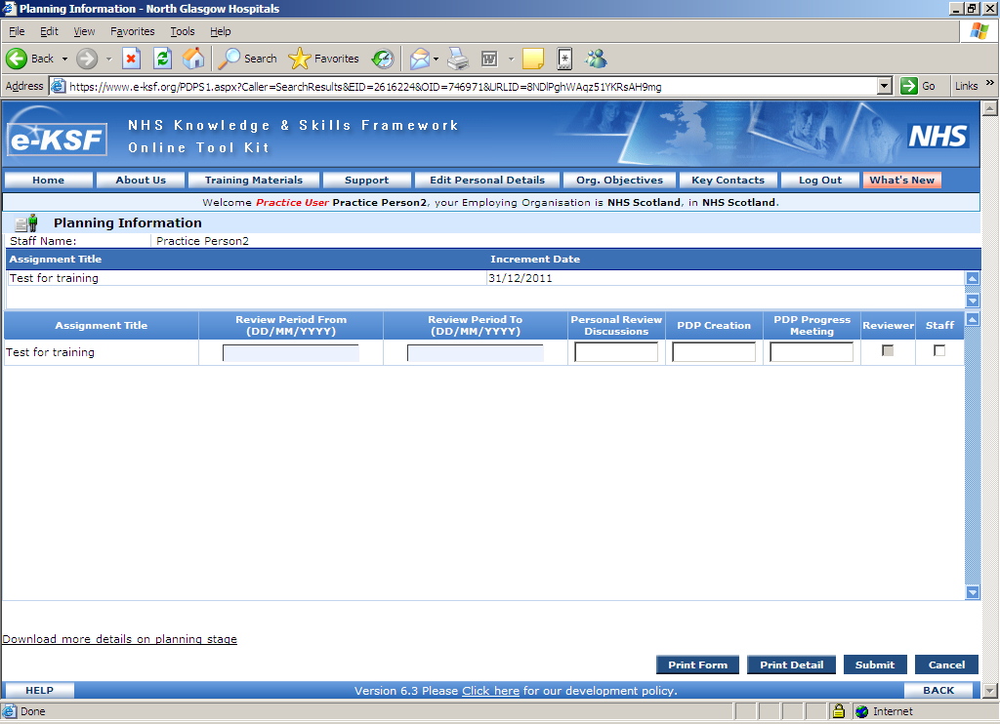 Planning Information - North Glasgow Hospitals
File Edit View Favorites Tools Help
Back Search Favorites
Address https://www.e-ksf.org/PDPS1.aspx?Caller=SearchResults&EID=2616224&OID=746971&URLID=8NDlPghWAqz51YKRsAH9mg Go Links »
e-KSF NHS Knowledge & Skills Framework
Online Tool Kit
NHS
Home About Us Training Materials Support Edit Personal Details Org. Objectives Key Contacts Log Out What's New
Welcome Practice User Practice Person2, your Employing Organisation is NHS Scotland, in NHS Scotland.
Planning Information
Staff Name: Practice Person2
Assignment Title Increment Date
Test for training 31/12/2011
Assignment Title Review Period From (DD/MM/YYYY) Review Period To (DD/MM/YYYY) Personal Review Discussions PDP Creation PDP Progress Meeting Reviewer Staff
Test for training
Download more details on planning stage
Print Form Print Detail Submit Cancel
HELP Version 6.3 Please Click here for our development policy. BACK
Done Internet